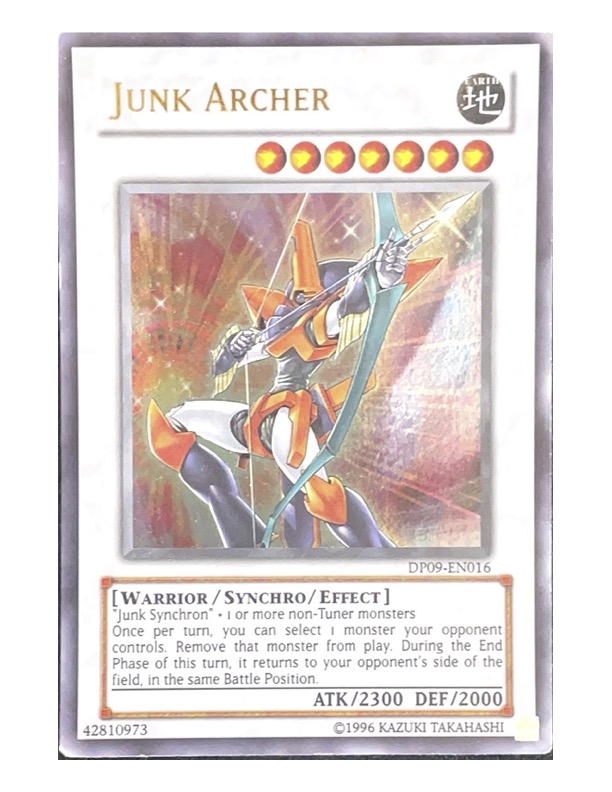 JUNK ARCHER
EARTH
地
DP09-EN016
[WARRIOR/SYNCHRO/EFFECT]
"Junk Synchron" + 1 or more non-Tuner monsters
Once per turn, you can select 1 monster your opponent
controls. Remove that monster from play. During the End
Phase of this turn, it returns to your opponent's side of the
field, in the same Battle Position.
ATK/2300 DEF/2000
42810973
©1996 KAZUKI TAKAHASHI